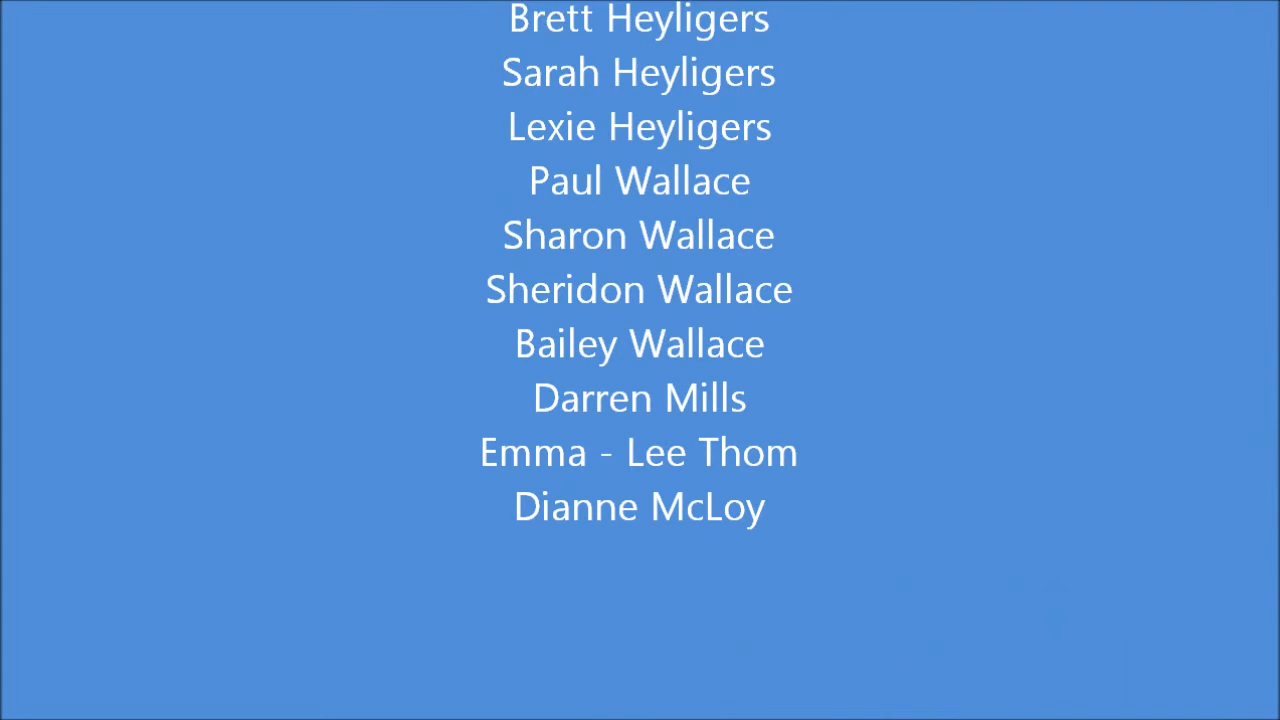 Brett Heyligers
Sarah Heyligers
Lexie Heyligers
Paul Wallace
Sharon Wallace
Sheridon Wallace
Bailey Wallace
Darren Mills
Emma - Lee Thom
Dianne McLoy